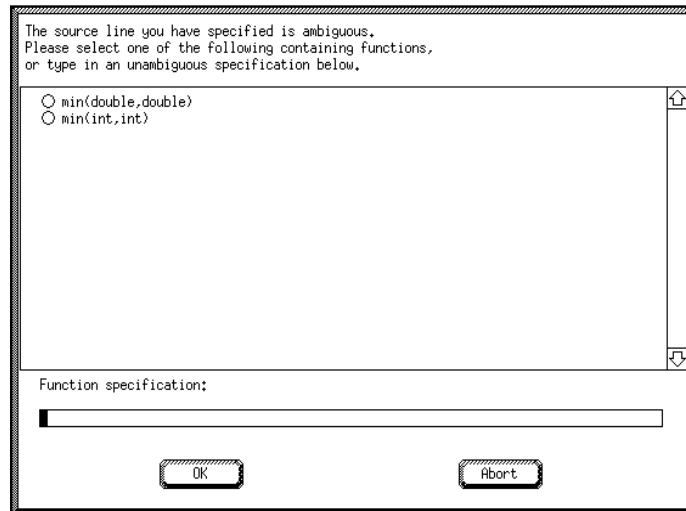 The source line you have specified is ambiguous.
Please select one of the following containing functions,
or type in an unambiguous specification below.
min(double,double)
min(int,int)
Function specification:
OK
Abort